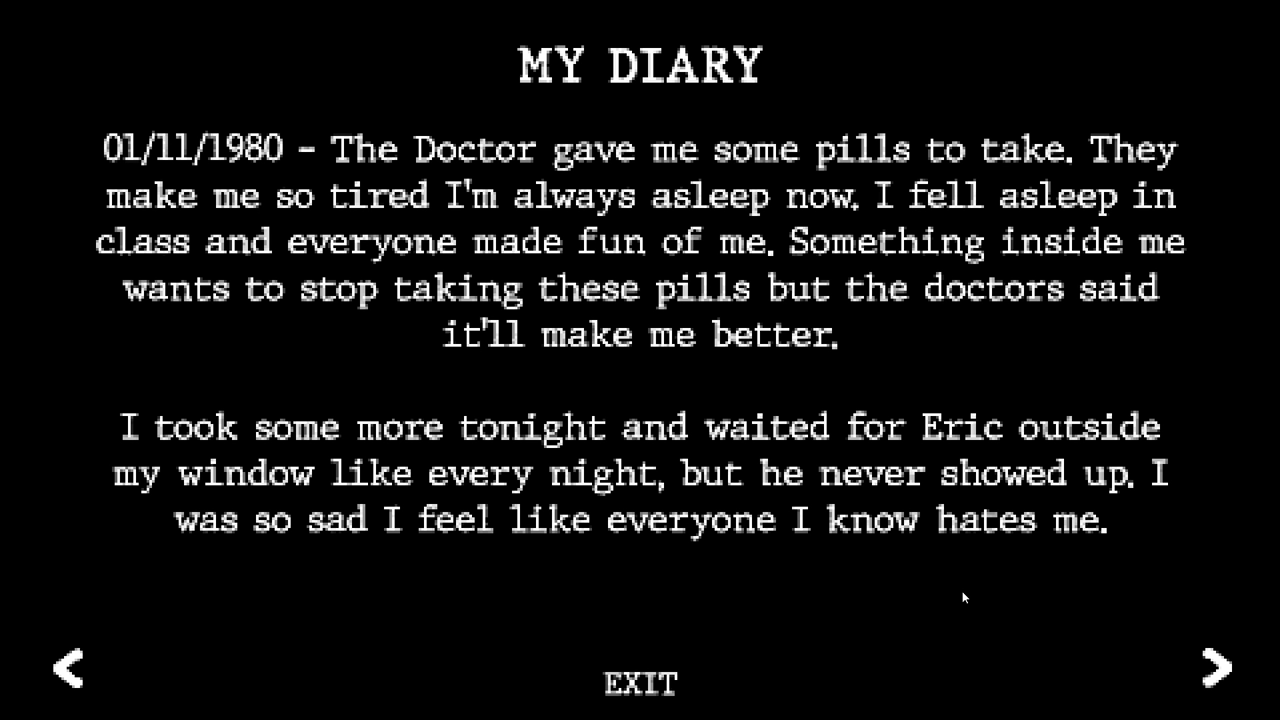 MY DIARY
01/11/1980 - The Doctor gave me some pills to take. They
make me so tired I'm always asleep now. I fell asleep in
class and everyone made fun of me. Something inside me
wants to stop taking these pills but the doctors said
it'll make me better.
I took some more tonight and waited for Eric outside
my window like every night, but he never showed up. I
was so sad I feel like everyone I know hates me.
< EXIT >